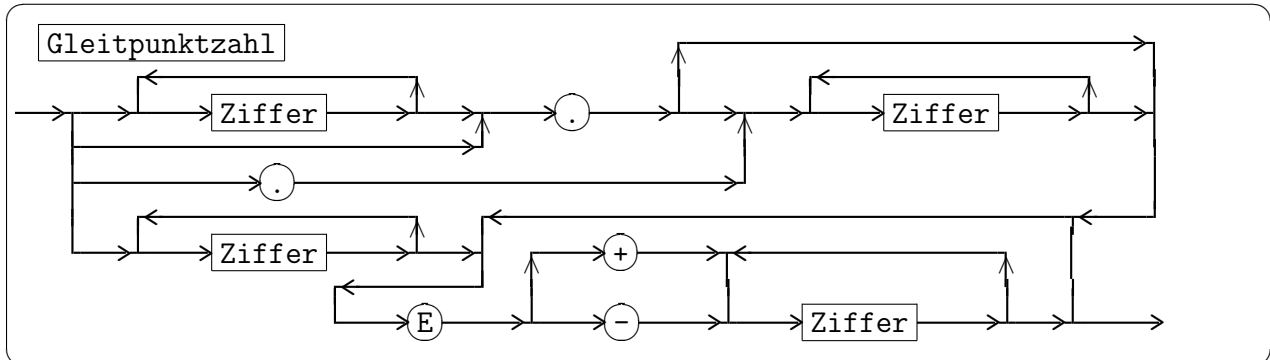 Gleitpunktzahl
Ziffer . Ziffer
.
Ziffer +
E - Ziffer